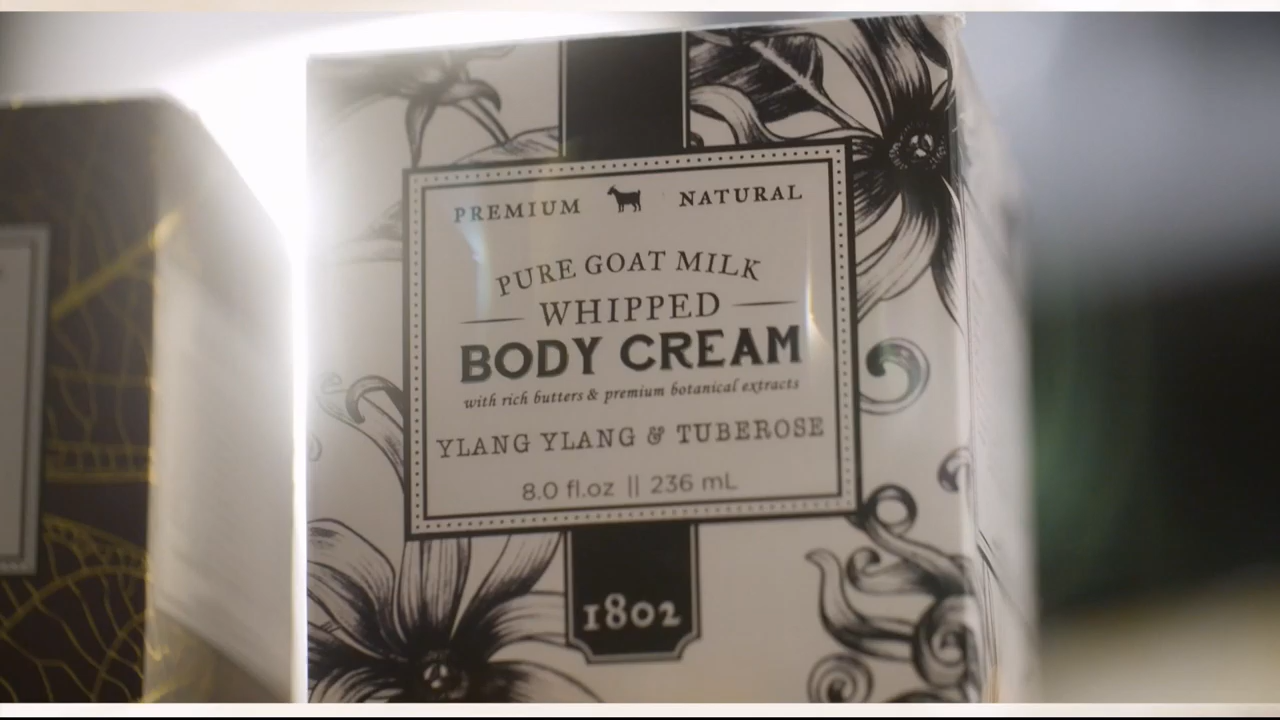 PREMIUM NATURAL
PURE GOAT MILK
WHIPPED
BODY CREAM
with rich butters & premium botanical extracts
YLANG YLANG & TUBEROSE
8.0 fl.oz || 236 mL
1802